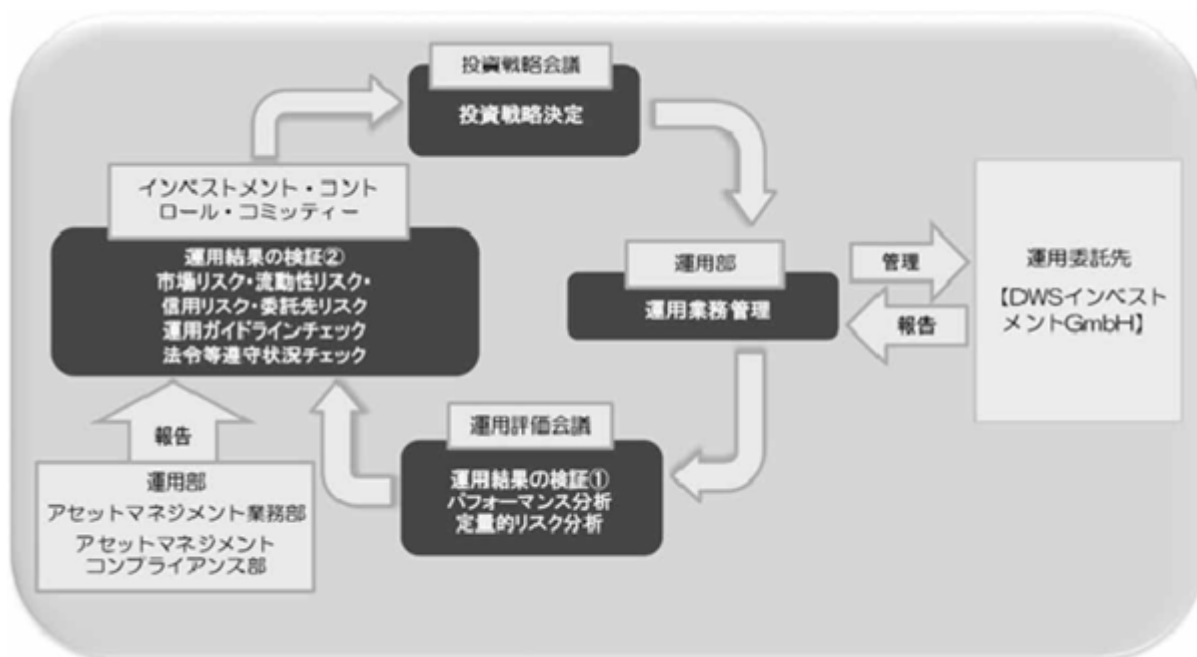 投資戦略会議
投資戦略決定
インベストメント・コント
ロール・コミッティー
運用結果の検証②
市場リスク・流動性リスク・
信用リスク・委託先リスク
運用ガイドラインチェック
法令等遵守状況チェック
運用部
運用業務管理
管理
報告
運用委託先
【DWSインベスト
メントGmbH】
運用評価会議
運用結果の検証①
パフォーマンス分析
定量的リスク分析
報告
運用部
アセットマネジメント業務部
アセットマネジメント
コンプライアンス部